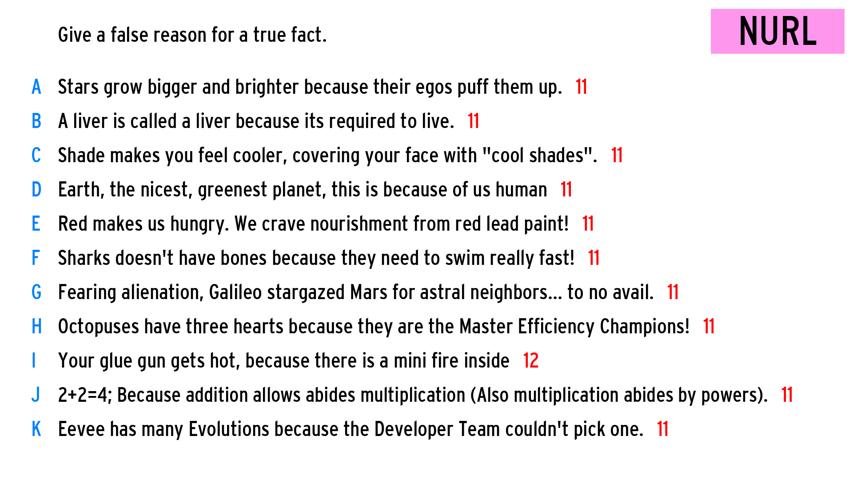 Give a false reason for a true fact.
NURL
A Stars grow bigger and brighter because their egos puff them up. 11
B A liver is called a liver because its required to live. 11
C Shade makes you feel cooler, covering your face with "cool shades". 11
D Earth, the nicest, greenest planet, this is because of us human 11
E Red makes us hungry. We crave nourishment from red lead paint! 11
F Sharks doesn't have bones because they need to swim really fast! 11
G Fearing alienation, Galileo stargazed Mars for astral neighbors... to no avail. 11
H Octopuses have three hearts because they are the Master Efficiency Champions! 11
I Your glue gun gets hot, because there is a mini fire inside 12
J 2+2=4; Because addition allows abides multiplication (Also multiplication abides by powers). 11
K Eevee has many Evolutions because the Developer Team couldn't pick one. 11